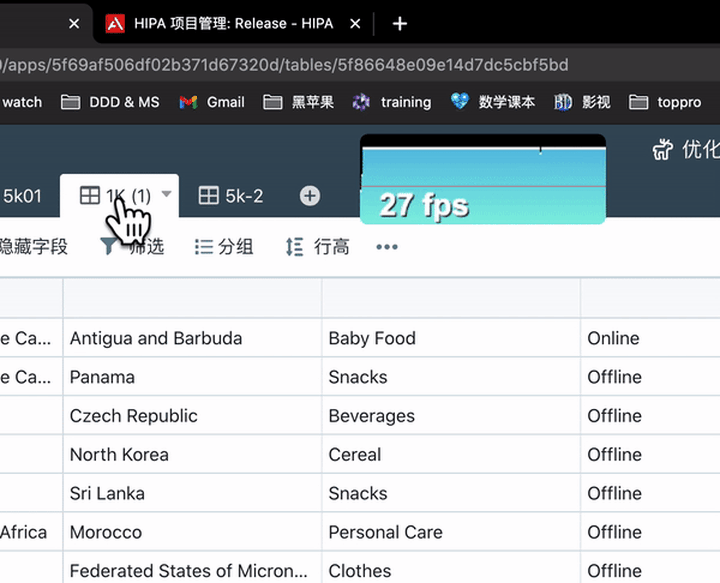 HIPA 项目管理: Release - HIPA
/apps/5f69af506df02b371d67320d/tables/5f86648e09e14d7dc5cbf5bd
watch DDD & MS Gmail 黑苹果 training 数学课本 影视 toppro
优化
5k01 1K (1) 5k-2
27 fps
隐藏字段 筛选 分组 行高
e Ca... Antigua and Barbuda Baby Food Online
e Ca... Panama Snacks Offline
Czech Republic Beverages Offline
North Korea Cereal Offline
Sri Lanka Snacks Offline
Africa Morocco Personal Care Offline
Federated States of Micron... Clothes Offline